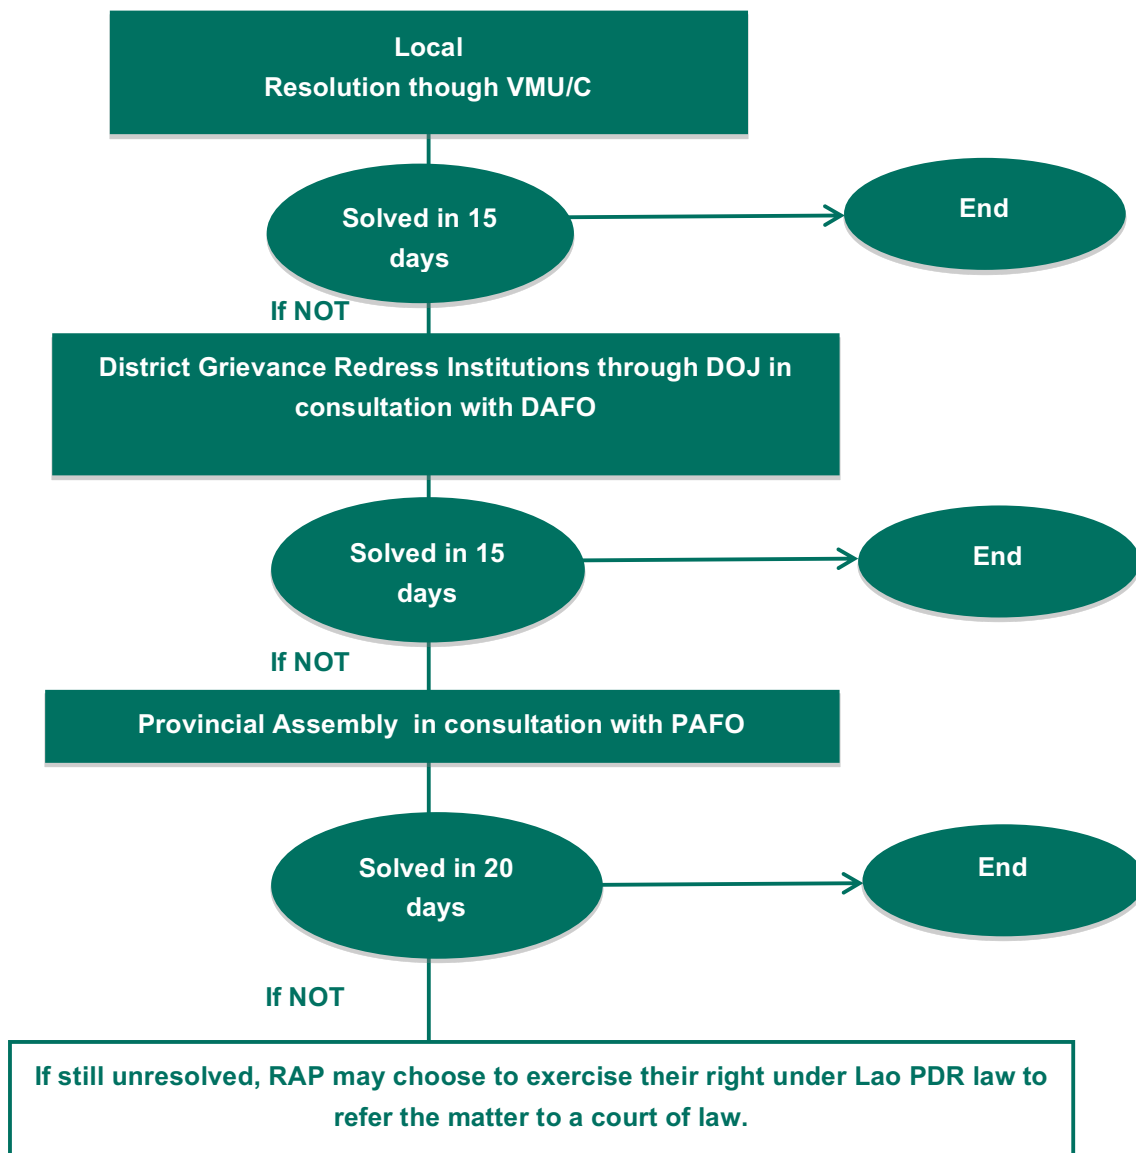 Local
Resolution though VMU/C
Solved in 15
days
End
If NOT
District Grievance Redress Institutions through DOJ in
consultation with DAFO
Solved in 15
days
End
If NOT
Provincial Assembly in consultation with PAFO
Solved in 20
days
End
If NOT
If still unresolved, RAP may choose to exercise their right under Lao PDR law to
refer the matter to a court of law.